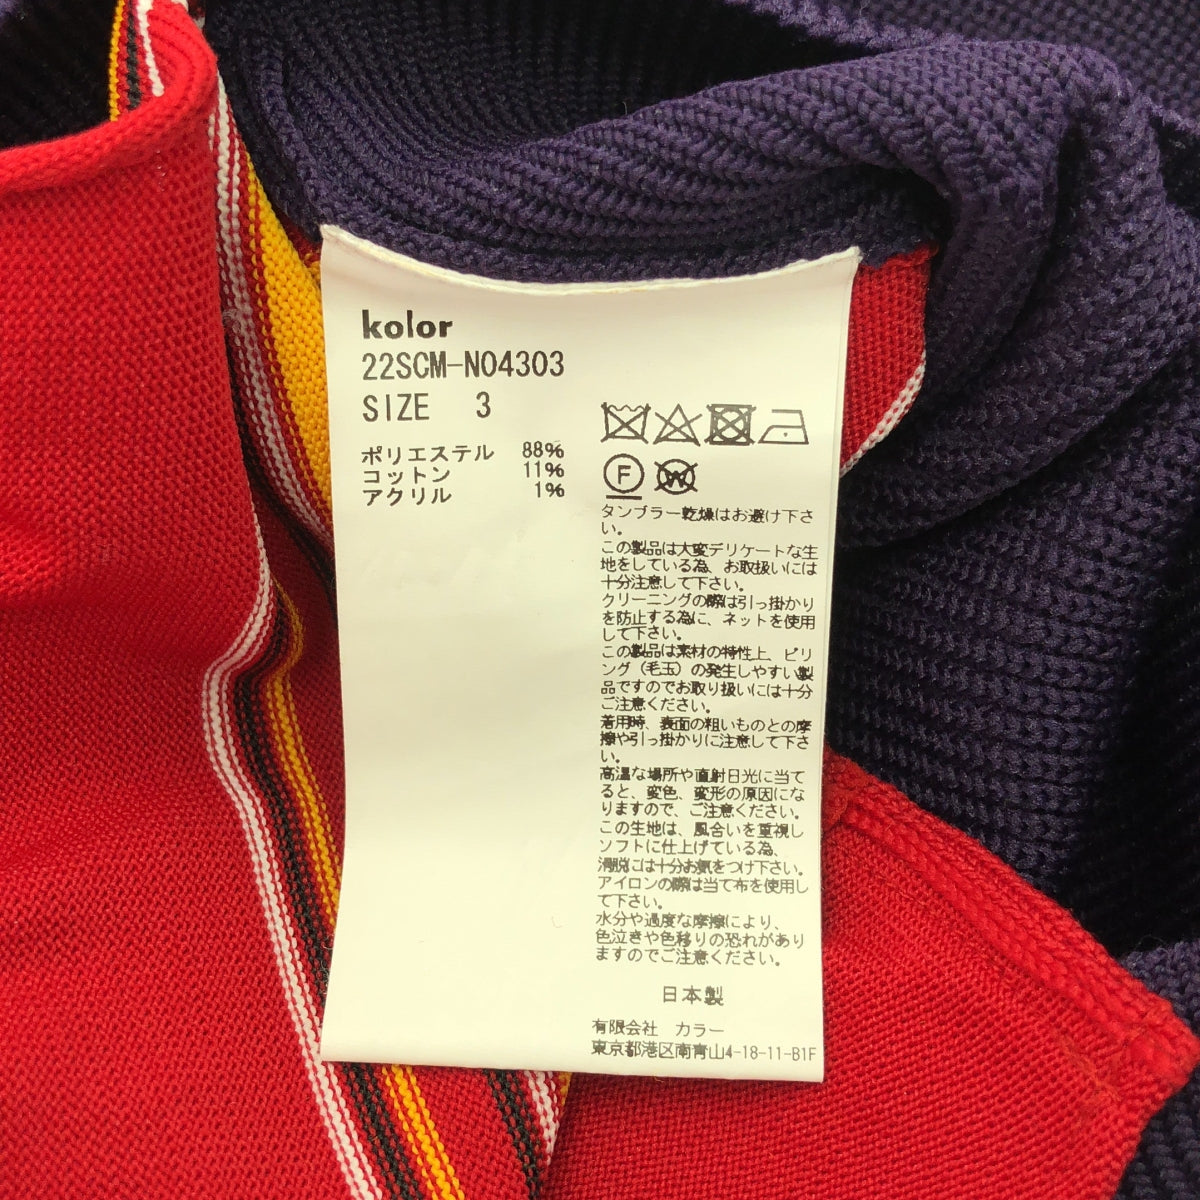 kolor
22SCM-N04303
SIZE 3
ポリエステル 88%
コットン 11%
アクリル 1%
F
W
タンブラー乾燥はお避け下さ
い。
この製品は大変デリケートな生
地をしている為、お取扱いには
十分注意して下さい。
クリーニングの際は引っ掛かり
を防止する為に、ネットを使用
して下さい。
この製品は素材の特性上、ピリ
ング(毛玉)の発生しやすい製
品ですのでお取り扱いには十分
ご注意ください。
着用時、表面の粗いものとの摩
擦や引っ掛かりに注意して下さ
い。
高温な場所や直射日光に当て
ると、変色、変形の原因にな
りますので、ご注意ください。
この生地は、風合いを重視し
ソフトに仕上げている為、
滑脱には十分お気をつけ下さい。
アイロンの際は当て布を使用し
て下さい。
水分や過度な摩擦により、
色泣きや色移りの恐れがあり
ますのでご注意ください。
日本製
有限会社 カラー
東京都港区南青山4-18-11-B1F